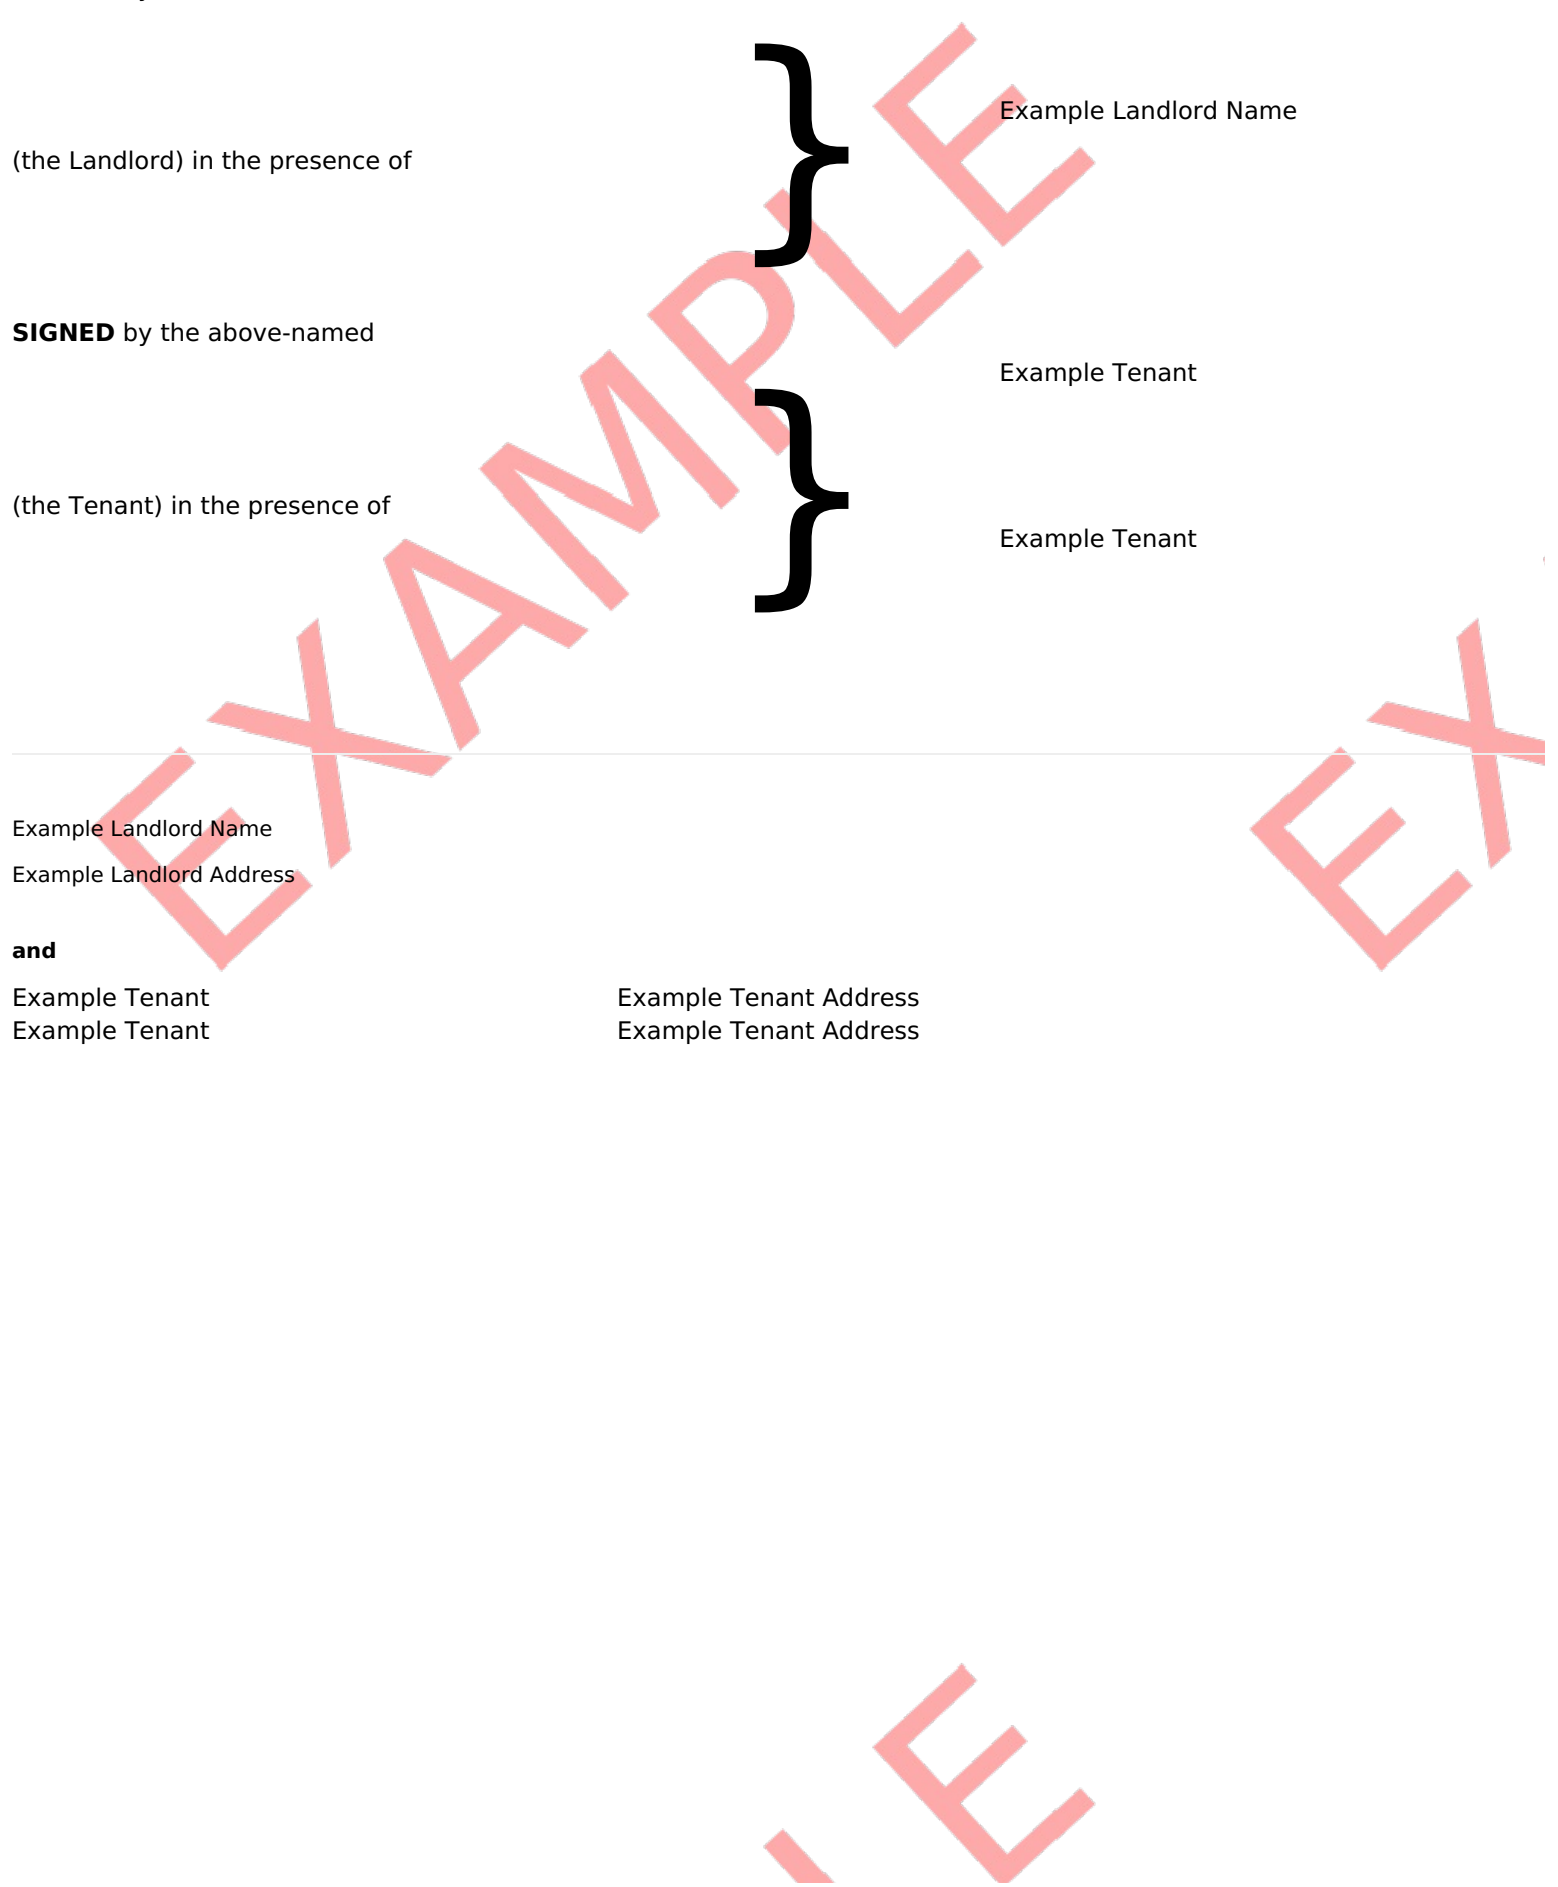 Example Landlord Name
(the Landlord) in the presence of
}
SIGNED by the above-named
Example Tenant
(the Tenant) in the presence of
}
Example Tenant
EXAMPLE
Example Landlord Name
Example Landlord Address
and
Example Tenant Example Tenant Address
Example Tenant Example Tenant Address